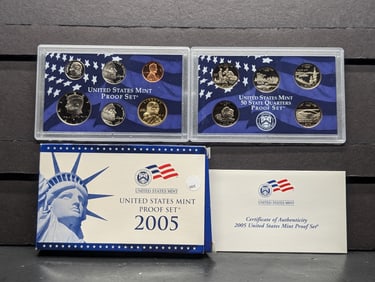 UNITED STATES MINT
PROOF SET
UNITED STATES MINT
50 STATE QUARTERS
PROOF SET
UNITED STATES MINT
UNITED STATES MINT
PROOF SET
2005
UNITED STATES MINT
Certificate of Authenticity
2005 United States Mint Proof Set